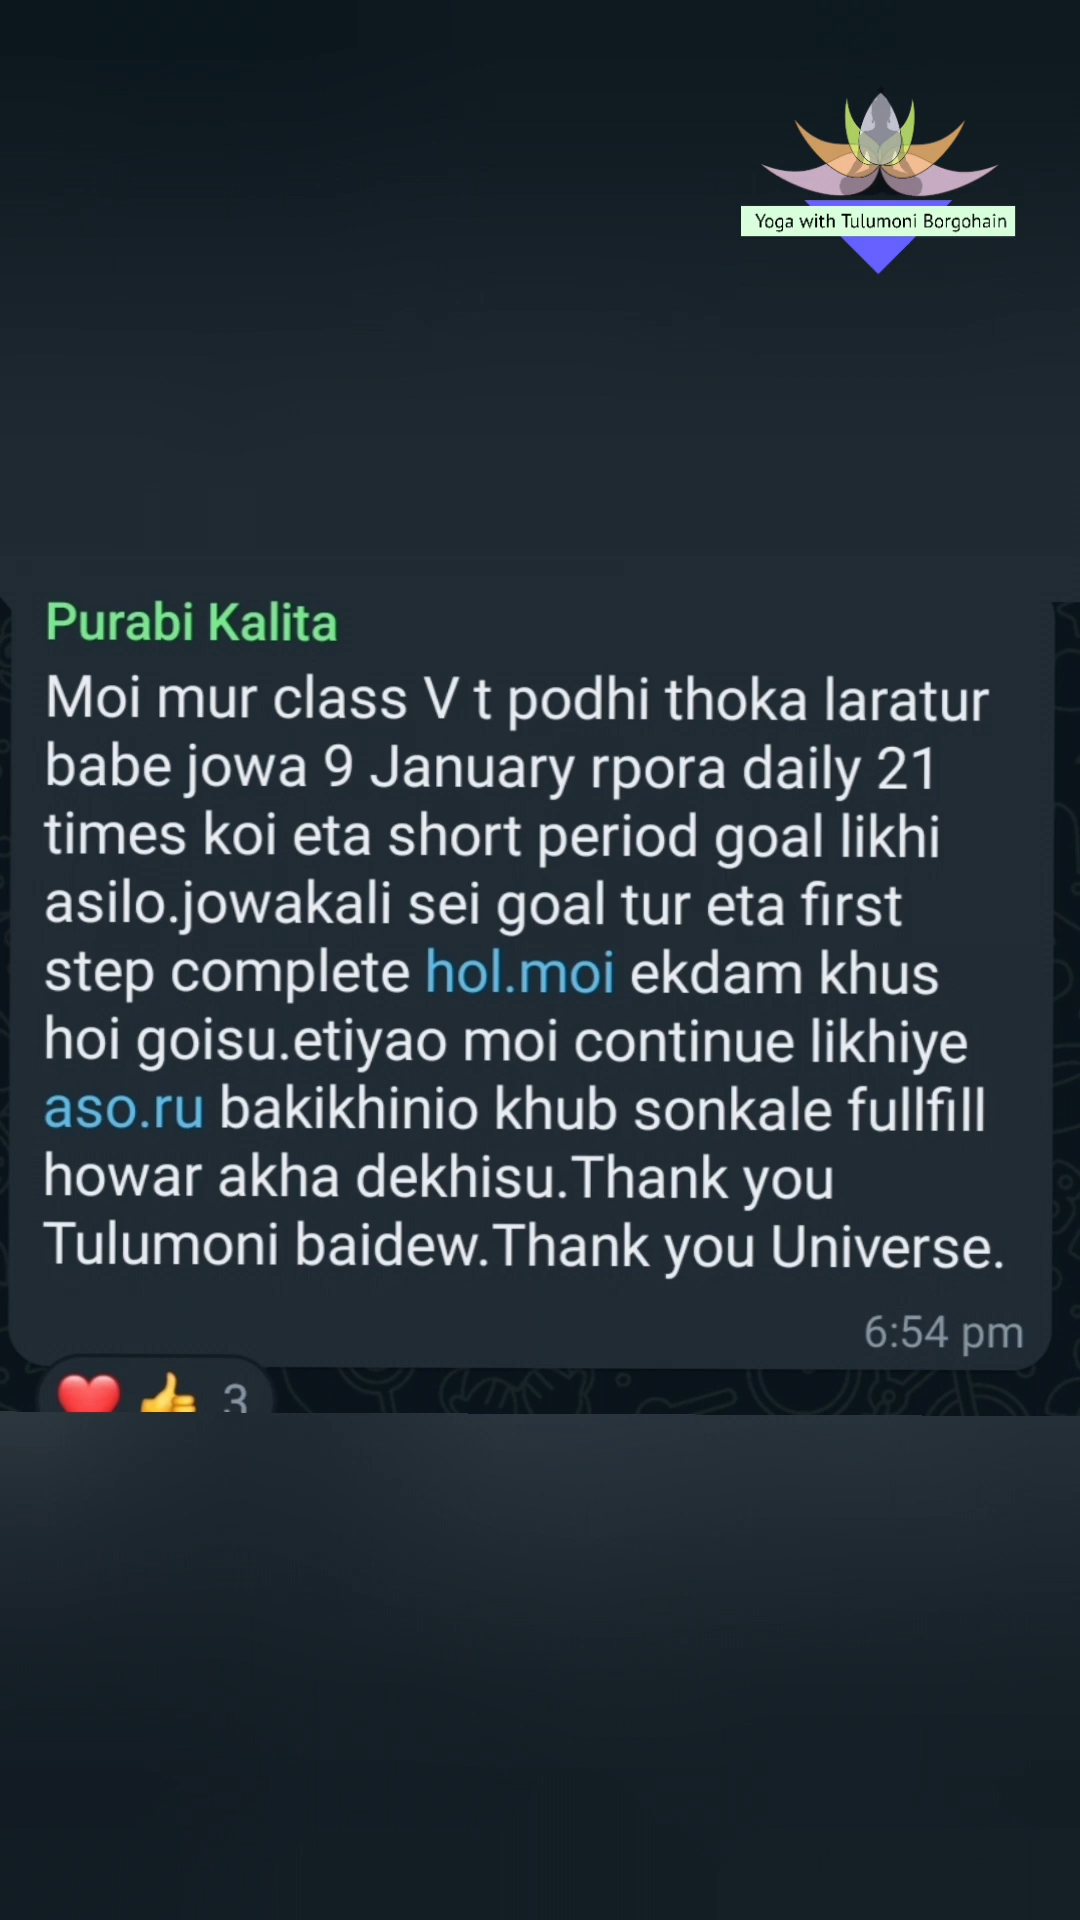 Yoga with Tulumoni Borgohain
Purabi Kalita
Moi mur class V t podhi thoka laratur
babe jowa 9 January rpora daily 21
times koi eta short period goal likhi
asilo.jowakali sei goal tur eta first
step complete hol.moi ekdam khus
hoi goisu.etiyao moi continue likhiye
aso.ru bakikhinio khub sonkale fullfill
howar akha dekhisu.Thank you
Tulumoni baidew.Thank you Universe.
6:54 pm
3